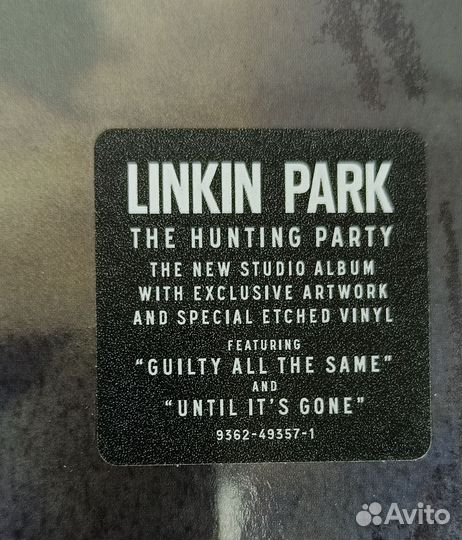 LINKIN PARK
THE HUNTING PARTY
THE NEW STUDIO ALBUM
WITH EXCLUSIVE ARTWORK
AND SPECIAL ETCHED VINYL
FEATURING
“GUILTY ALL THE SAME”
AND
“UNTIL IT’S GONE”
9362-49357-1
Avito